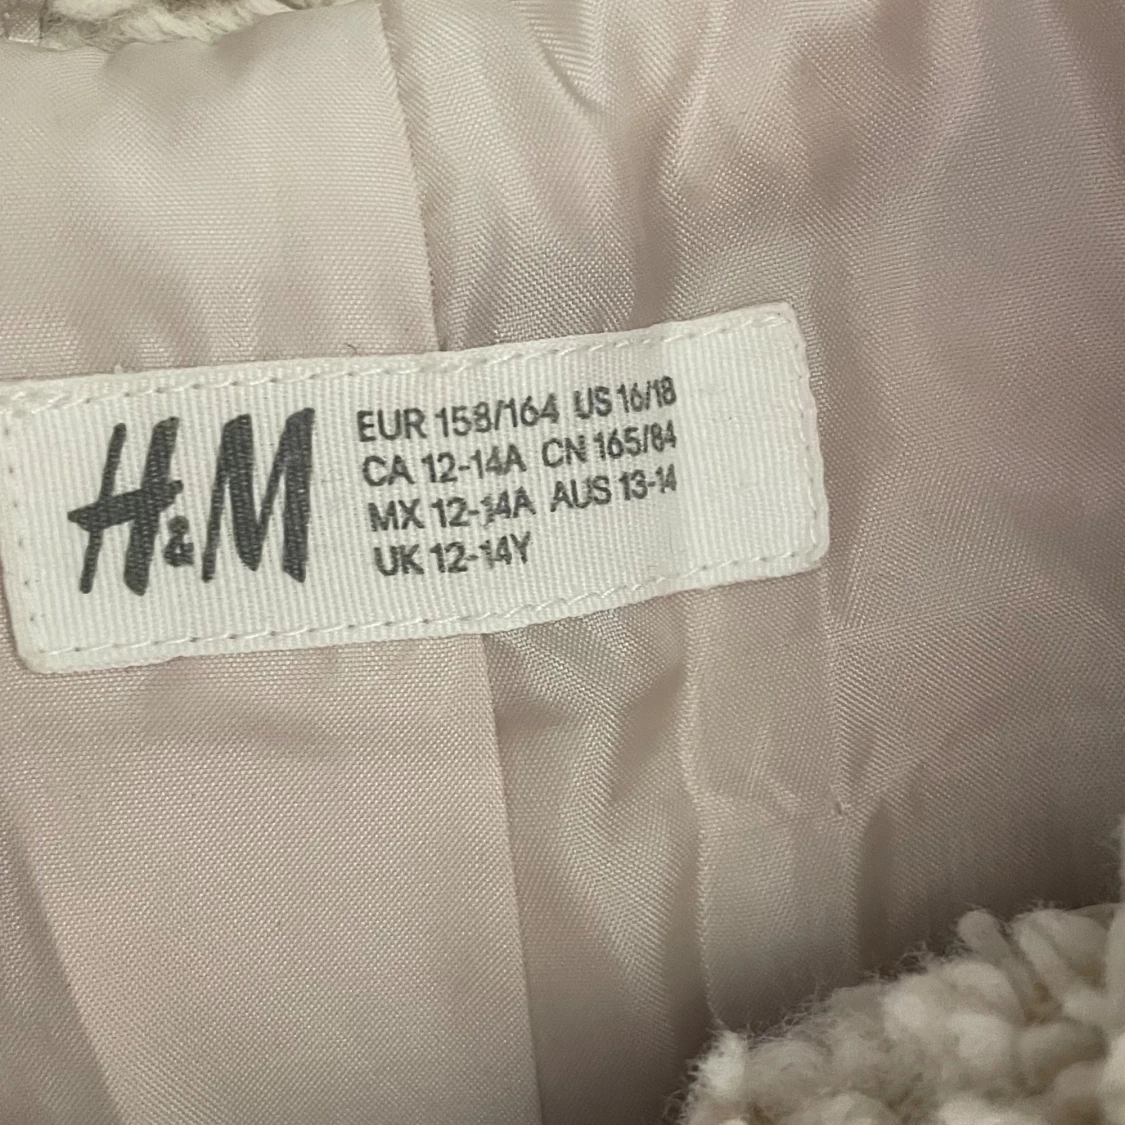 H&M
EUR 158/164 US 16/18
CA 12-14A CN 165/84
MX 12-14A AUS 13-14
UK 12-14Y